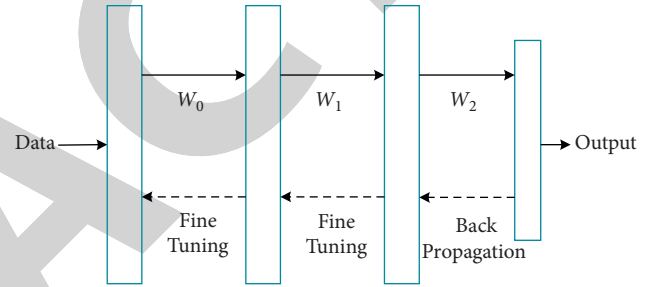 W0
W1
W2
Data
Output
Fine
Tuning
Fine
Tuning
Back
Propagation